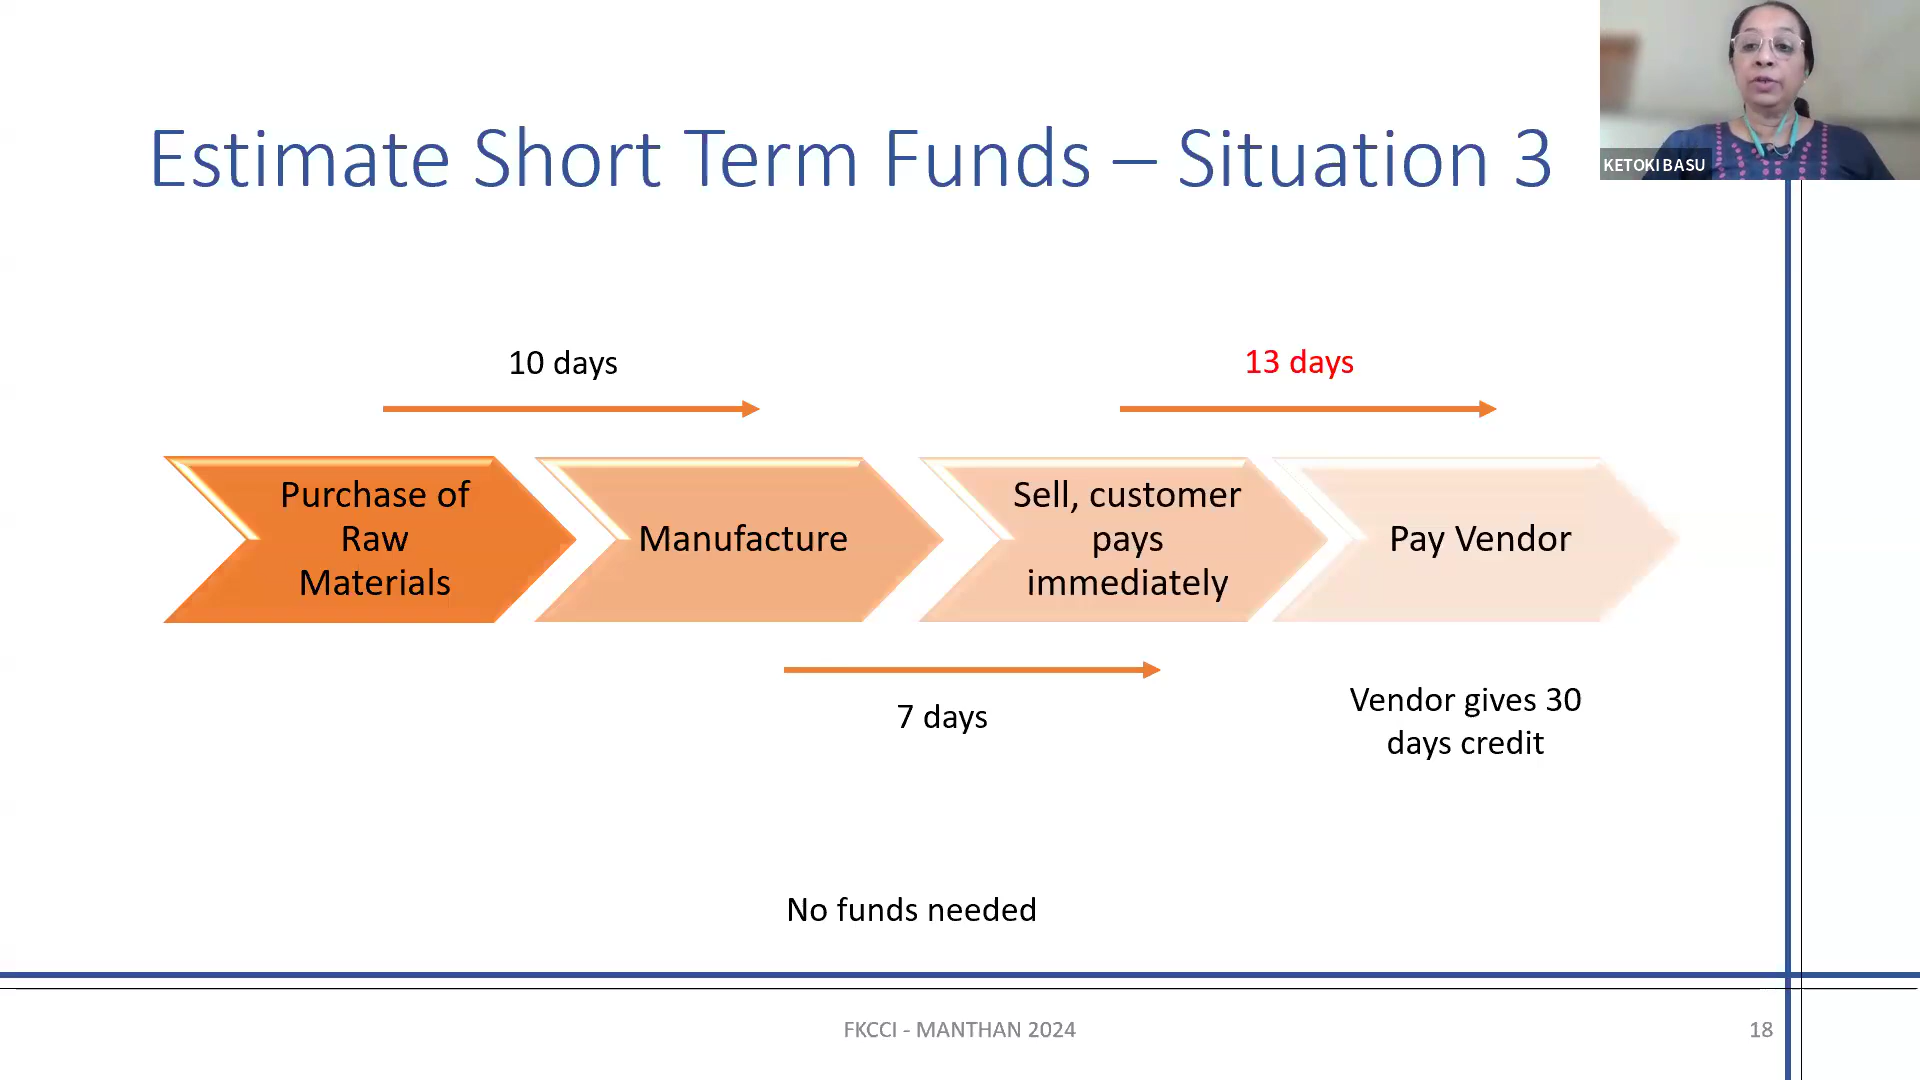 Estimate Short Term Funds – Situation 3
KETOKI BASU
10 days
13 days
Purchase of
Raw
Materials
Manufacture
Sell, customer
pays
immediately
Pay Vendor
7 days
Vendor gives 30
days credit
No funds needed
FKCCI - MANTHAN 2024
18